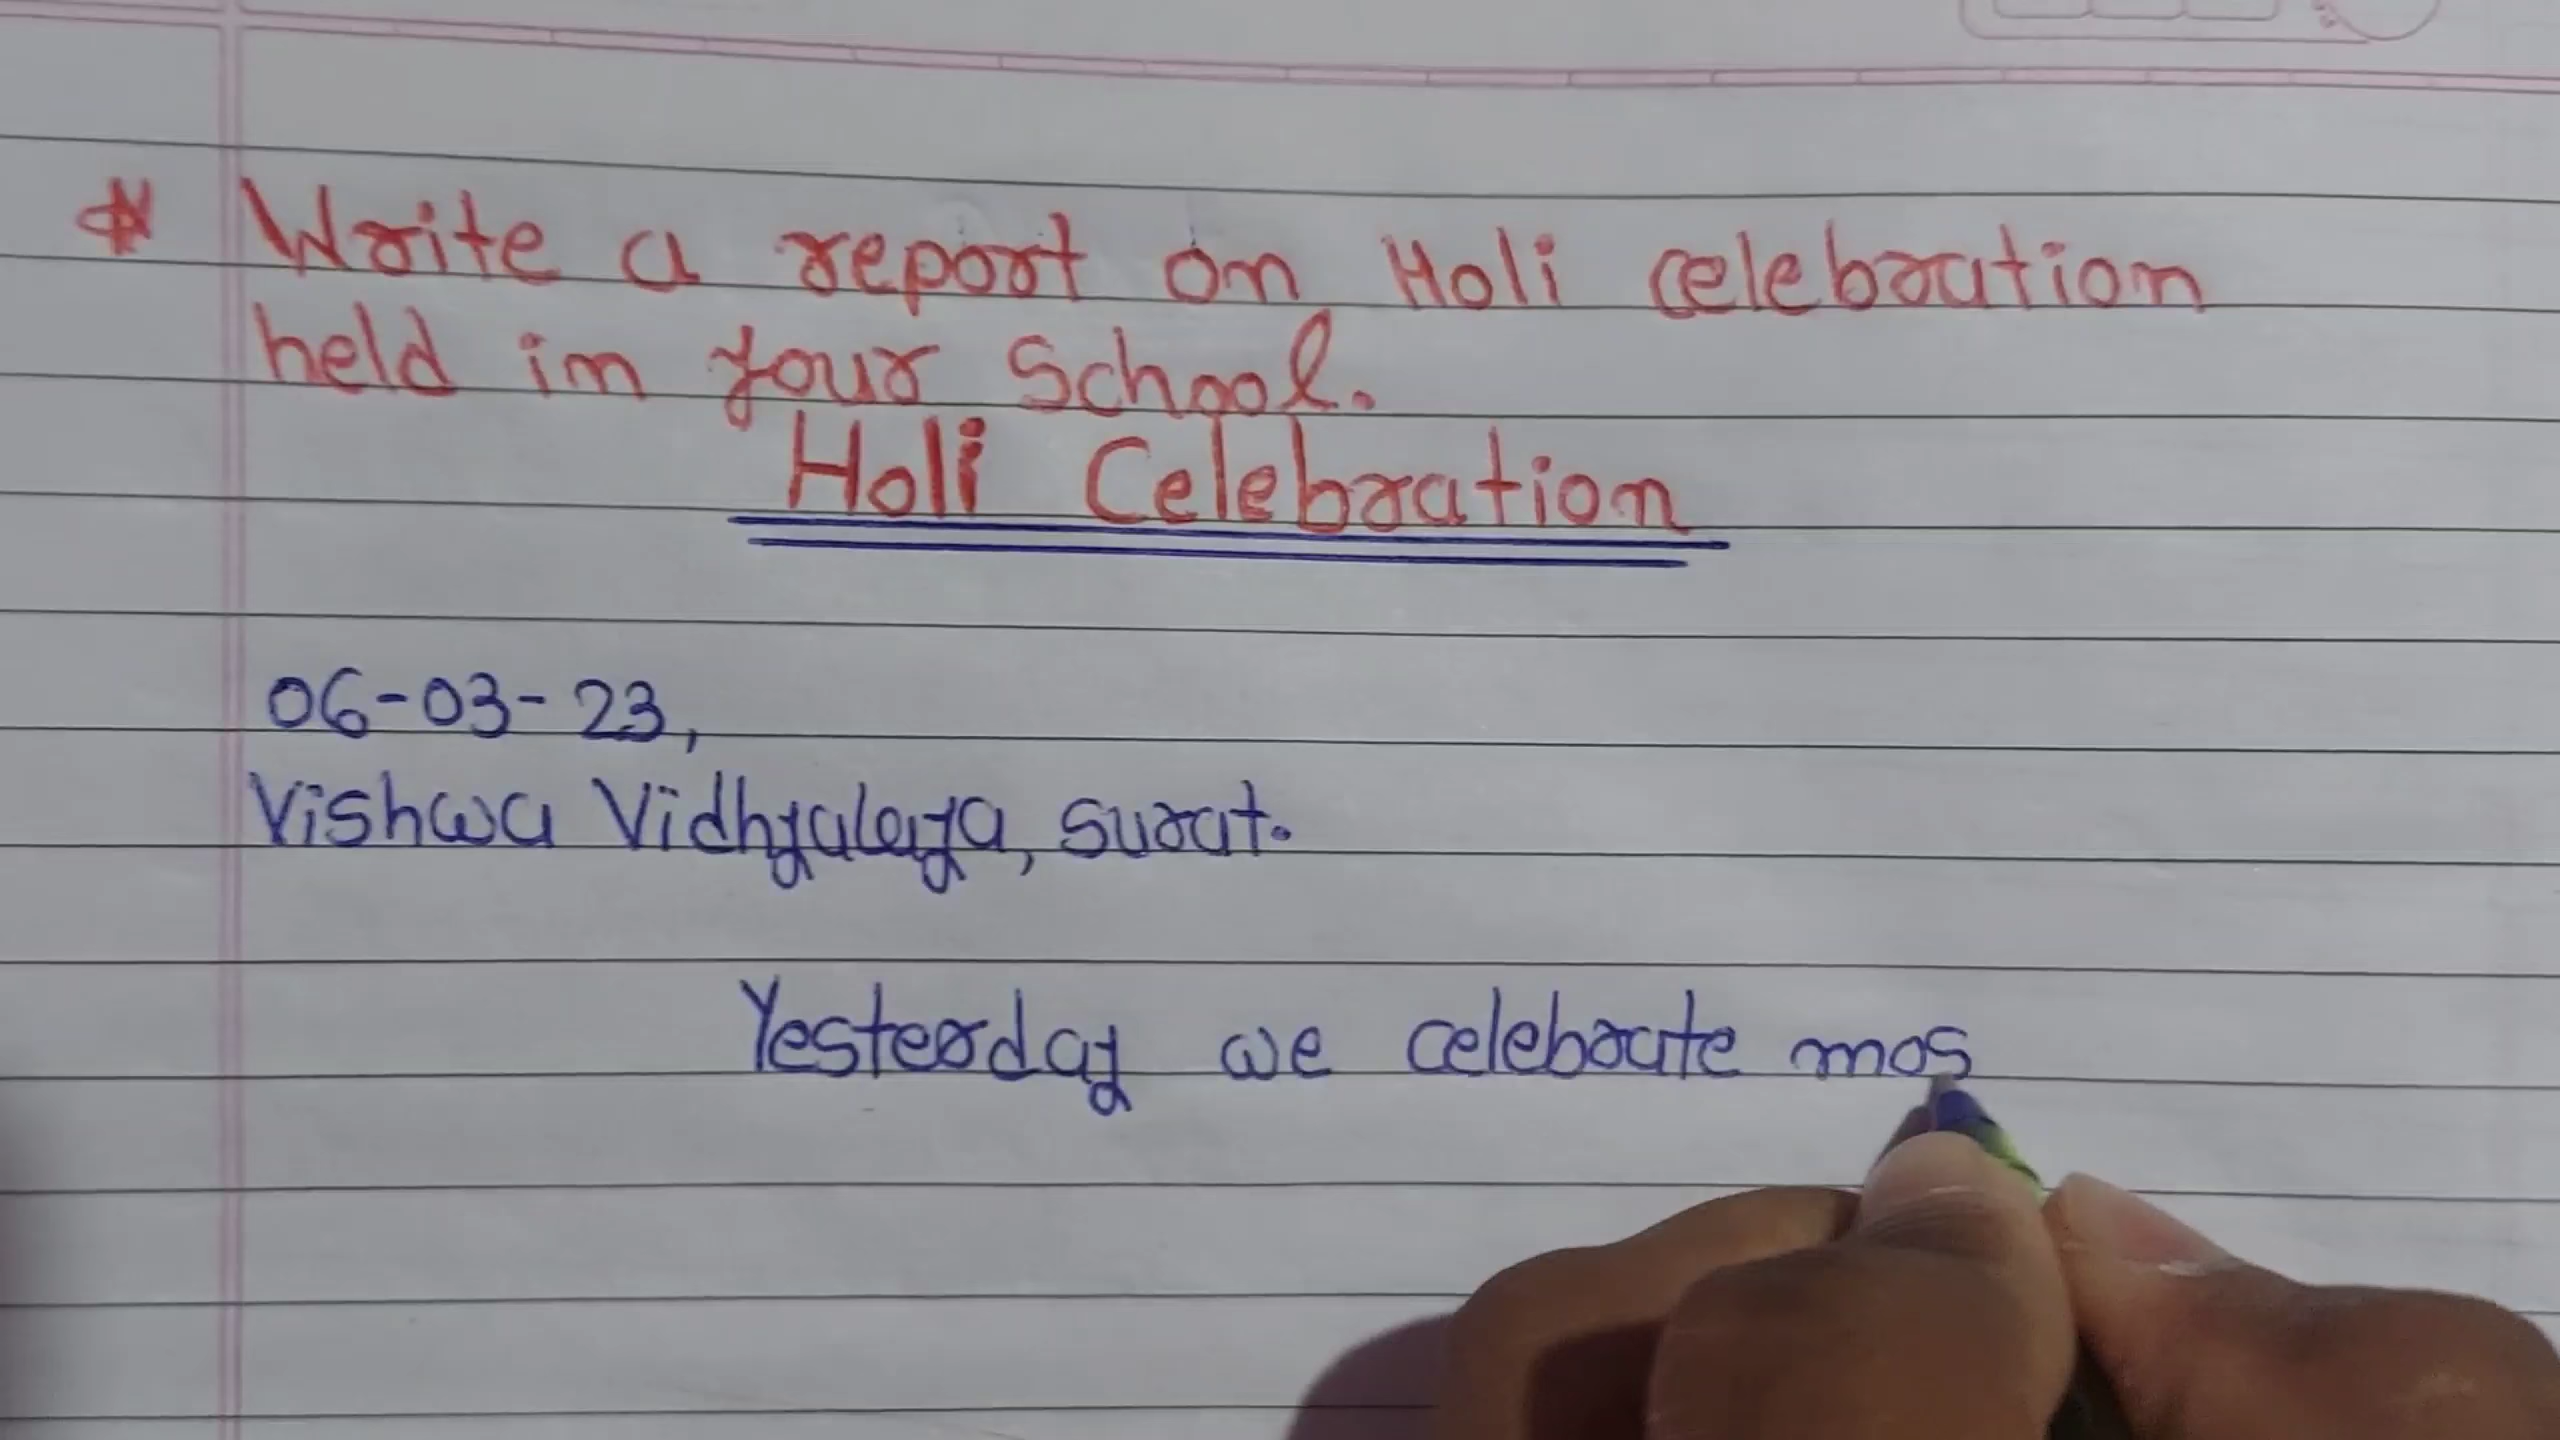 * Write a report on Holi celebration
held in your School.
Holi Celebration
06-03-23,
Vishwa Vidhyalaya, Surat.
Yesterday we celebrate mos